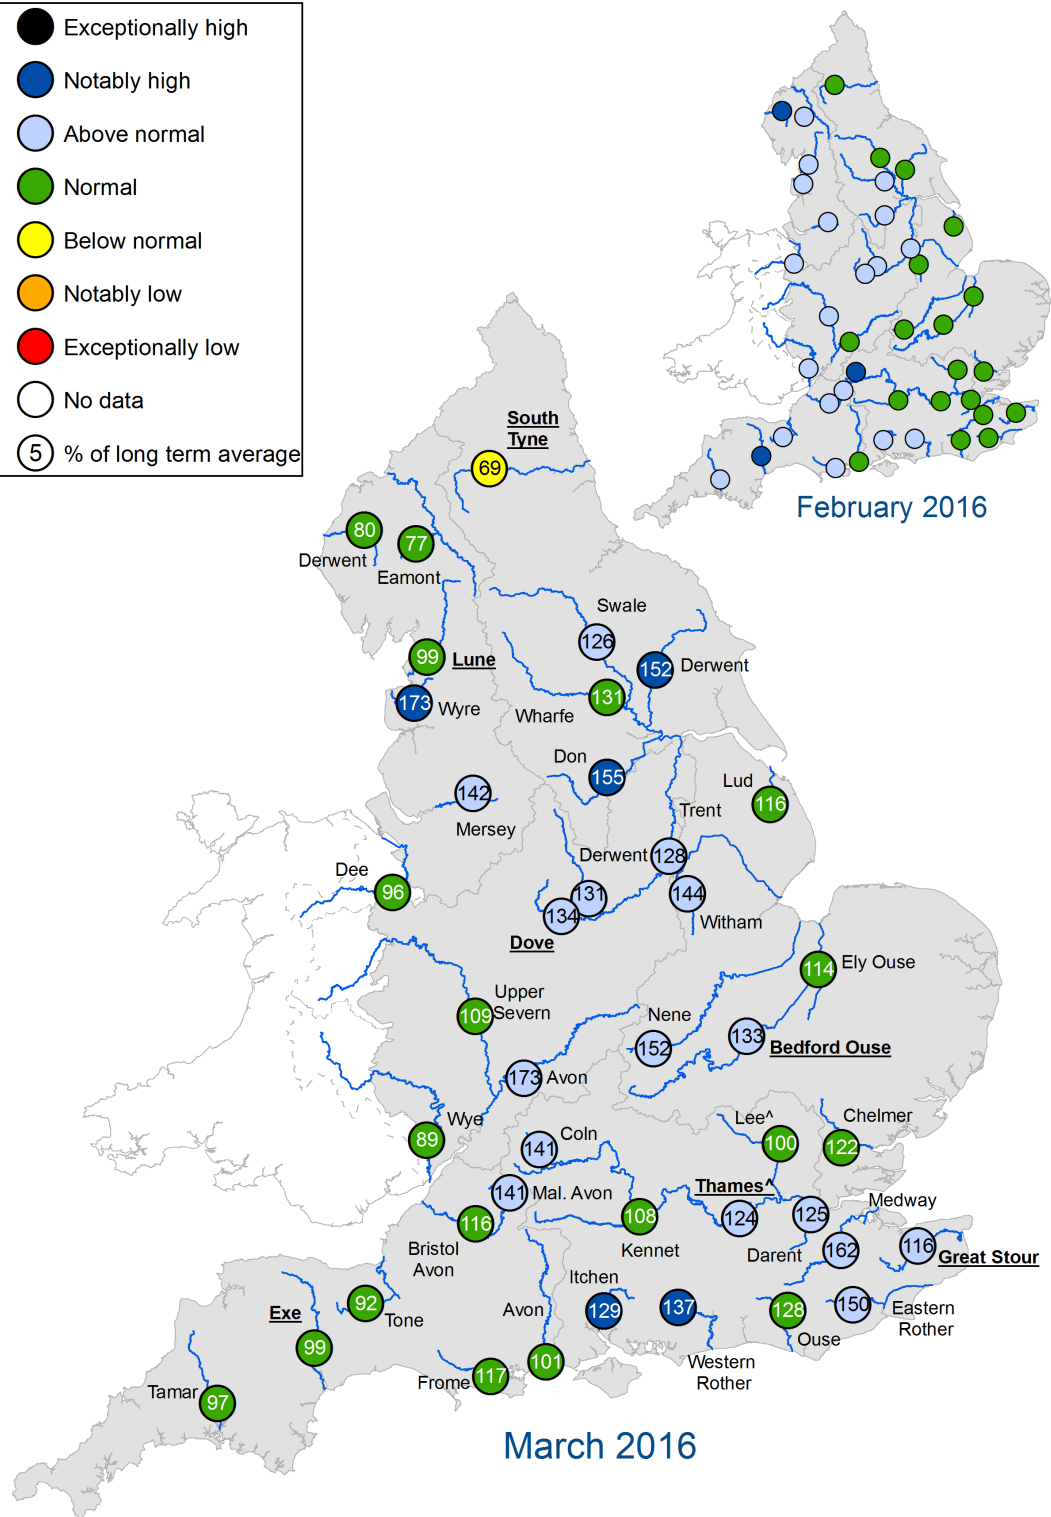 Exceptionally high
Notably high
Above normal
Normal
Below normal
Notably low
Exceptionally low
No data
5 % of long term average
February 2016
South
Tyne
69
80
Derwent
77
Eamont
Swale
126
99 Lune
152 Derwent
173 Wyre
131
Wharfe
Don
155
Lud
116
142
Mersey
Trent
Derwent 128
Dee
96
131
144
134
Witham
Dove
Ely Ouse
114
Upper
Severn
109
Nene
152
133
Bedford Ouse
173 Avon
Wye
89
Coln
141
Lee^
100
Chelmer
122
141 Mal. Avon
Thames^
124
125
Medway
116
Bristol
Avon
108
Kennet
Darent
162
116
Great Stour
Itchen
129
137
128
Ouse
150
Eastern
Rother
Exe
92
Tone
Avon
99
101
Western
Rother
Frome 117
Tamar
97
March 2016